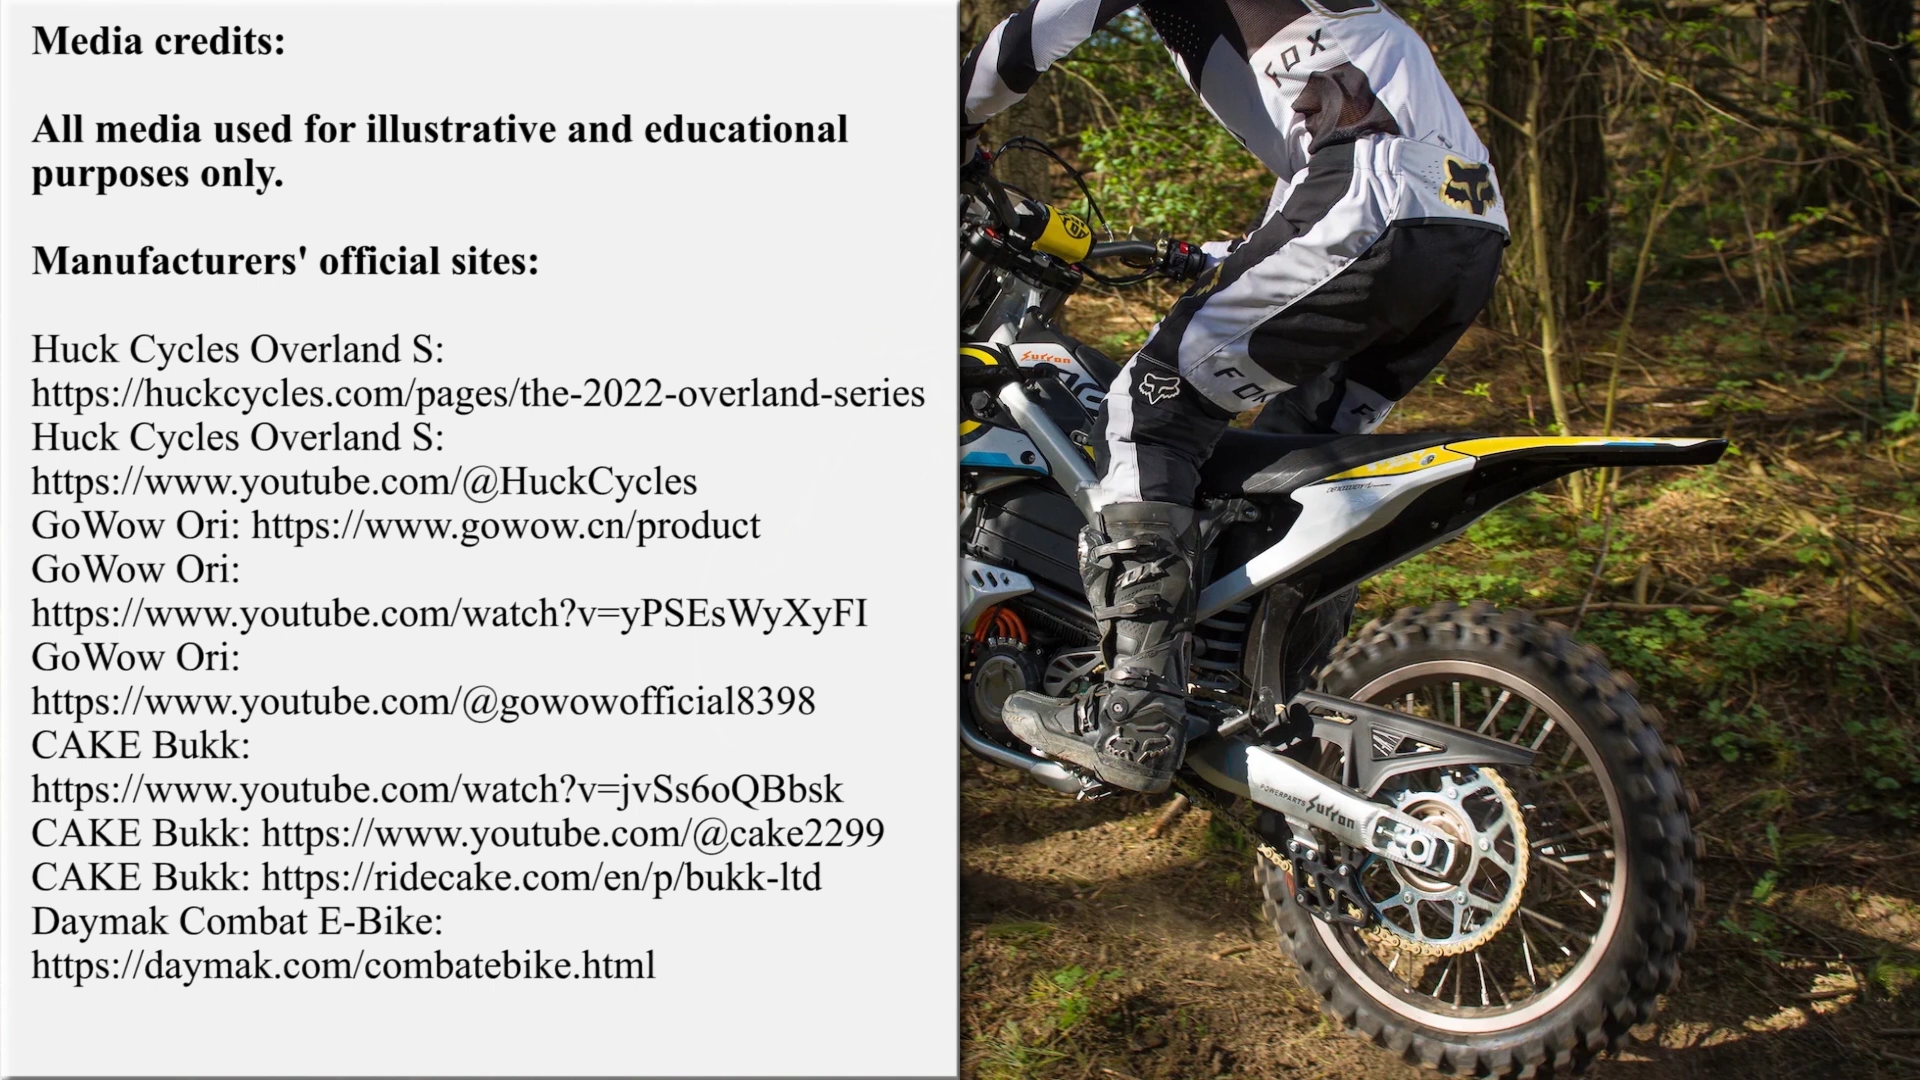 Media credits:
All media used for illustrative and educational
purposes only.
Manufacturers' official sites:
Huck Cycles Overland S:
https://huckcycles.com/pages/the-2022-overland-series
Huck Cycles Overland S:
https://www.youtube.com/@HuckCycles
GoWow Ori: https://www.gowow.cn/product
GoWow Ori:
https://www.youtube.com/watch?v=yPSEsWyXyFI
GoWow Ori:
https://www.youtube.com/@gowowofficial8398
CAKE Bukk:
https://www.youtube.com/watch?v=jvSs6oQBbsk
CAKE Bukk: https://www.youtube.com/@cake2299
CAKE Bukk: https://ridecake.com/en/p/bukk-ltd
Daymak Combat E-Bike:
https://daymak.com/combatebike.html
FOX
Surron
FOX
FOX
POWERPARTS Surron